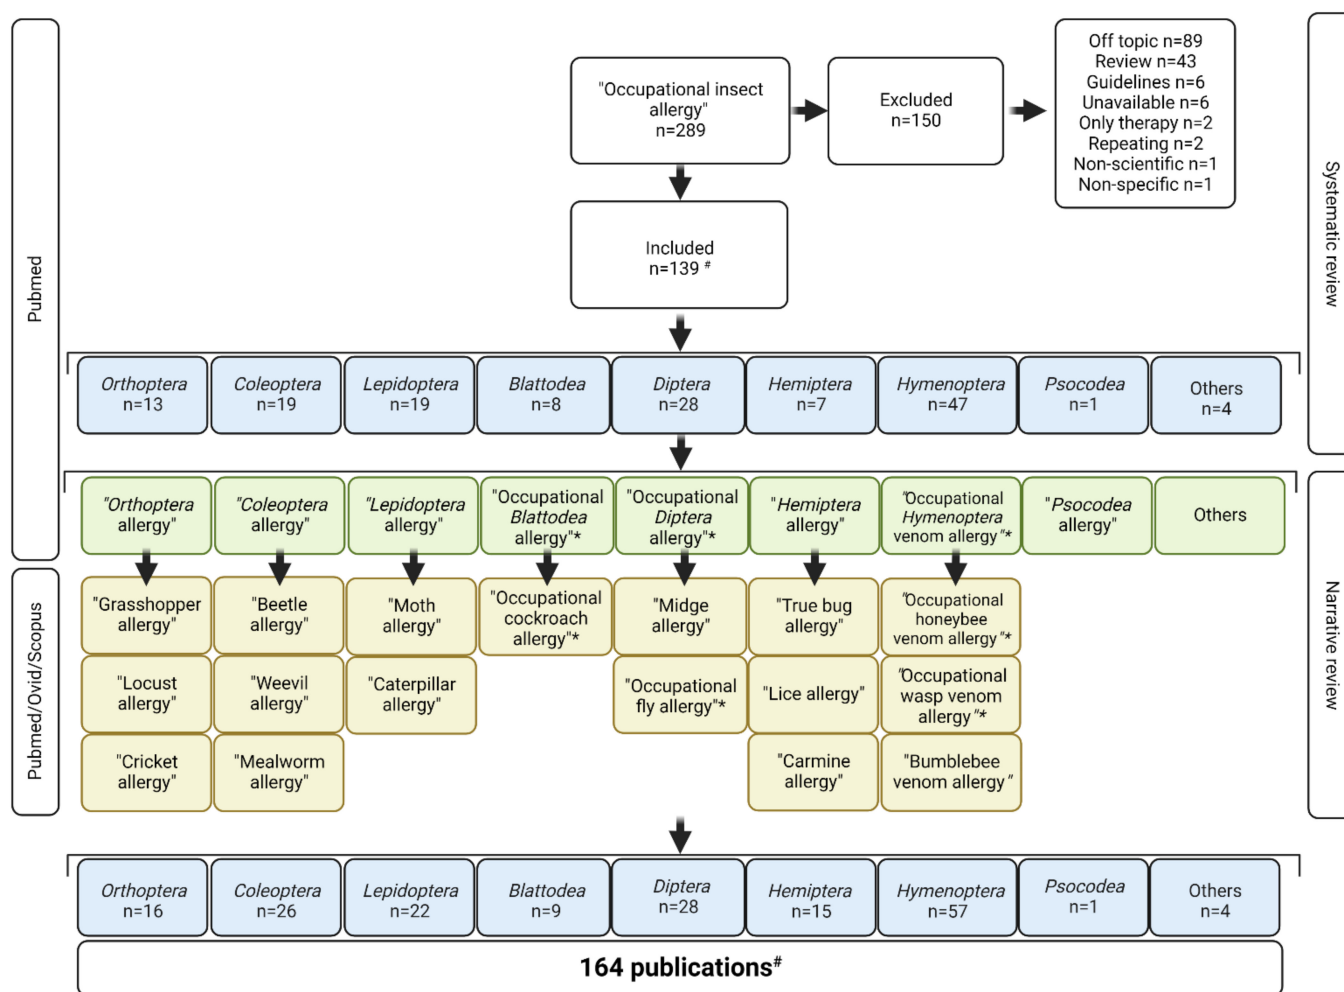 Pubmed
Systematic review
"Occupational insect
allergy"
n=289
Excluded
n=150
Off topic n=89
Review n=43
Guidelines n=6
Unavailable n=6
Only therapy n=2
Repeating n=2
Non-scientific n=1
Non-specific n=1
Included
n=139 #
Orthoptera
n=13
Coleoptera
n=19
Lepidoptera
n=19
Blattodea
n=8
Diptera
n=28
Hemiptera
n=7
Hymenoptera
n=47
Psocodea
n=1
Others
n=4
"Orthoptera
allergy"
"Coleoptera
allergy"
"Lepidoptera
allergy"
"Occupational
Blattodea
allergy"*
"Occupational
Diptera
allergy"*
"Hemiptera
allergy"
"Occupational
Hymenoptera
venom allergy"*
"Psocodea
allergy"
Others
Pubmed/Ovid/Scopus
Narrative review
"Grasshopper
allergy"
"Beetle
allergy"
"Moth
allergy"
"Occupational
cockroach
allergy"*
"Midge
allergy"
"True bug
allergy"
"Occupational
honeybee
venom allergy"*
"Locust
allergy"
"Weevil
allergy"
"Caterpillar
allergy"
"Occupational
fly allergy"*
"Lice allergy"
"Occupational
wasp venom
allergy"*
"Cricket
allergy"
"Mealworm
allergy"
"Carmine
allergy"
"Bumblebee
venom allergy"
Orthoptera
n=16
Coleoptera
n=26
Lepidoptera
n=22
Blattodea
n=9
Diptera
n=28
Hemiptera
n=15
Hymenoptera
n=57
Psocodea
n=1
Others
n=4
164 publications#